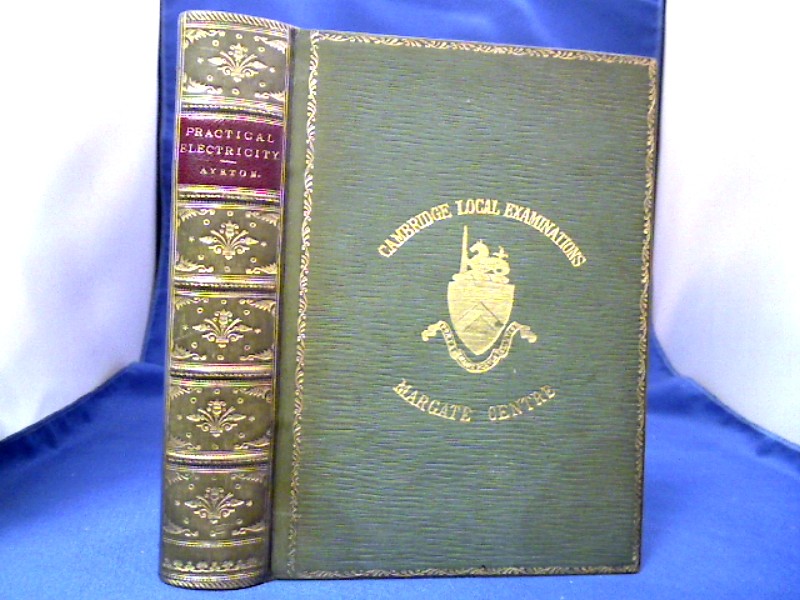 PRACTICAL
ELECTRICITY
AYRTON.
CAMBRIDGE LOCAL EXAMINATIONS
MARGATE CENTRE